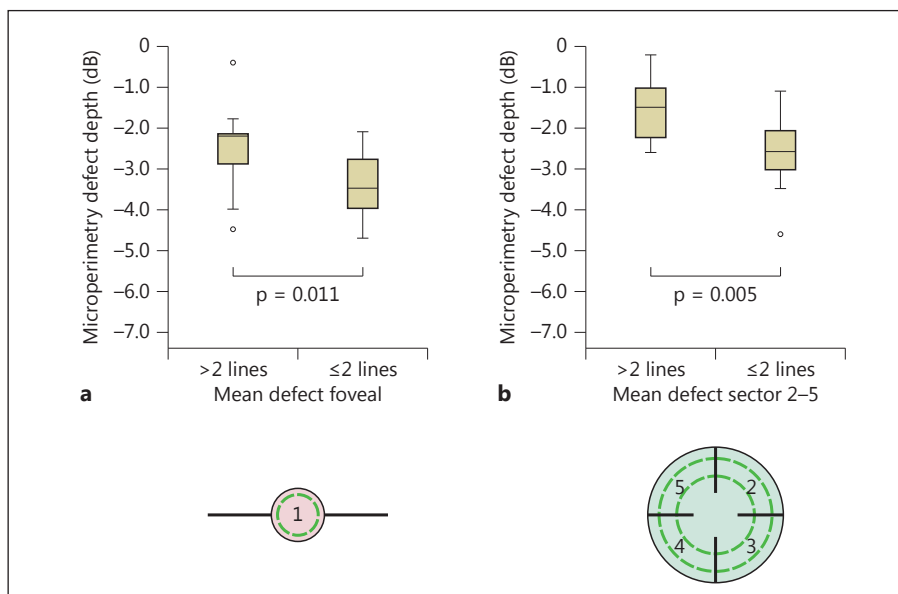 Microperimetry defect depth (dB)
0
–1.0
–2.0
–3.0
–4.0
–5.0
–6.0
–7.0
p = 0.011
>2 lines ≤2 lines
a Mean defect foveal
1
Microperimetry defect depth (dB)
0
–1.0
–2.0
–3.0
–4.0
–5.0
–6.0
–7.0
p = 0.005
>2 lines ≤2 lines
b Mean defect sector 2–5
5 2
4 3